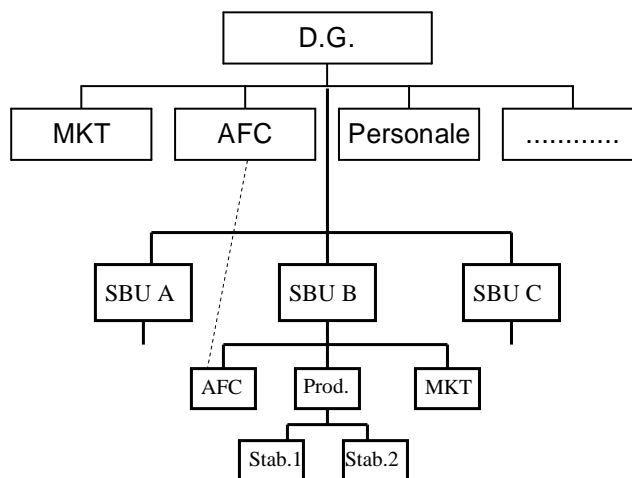 D.G.
MKT
AFC
Personale
............
SBU A
SBU B
SBU C
AFC
Prod.
MKT
Stab.1
Stab.2